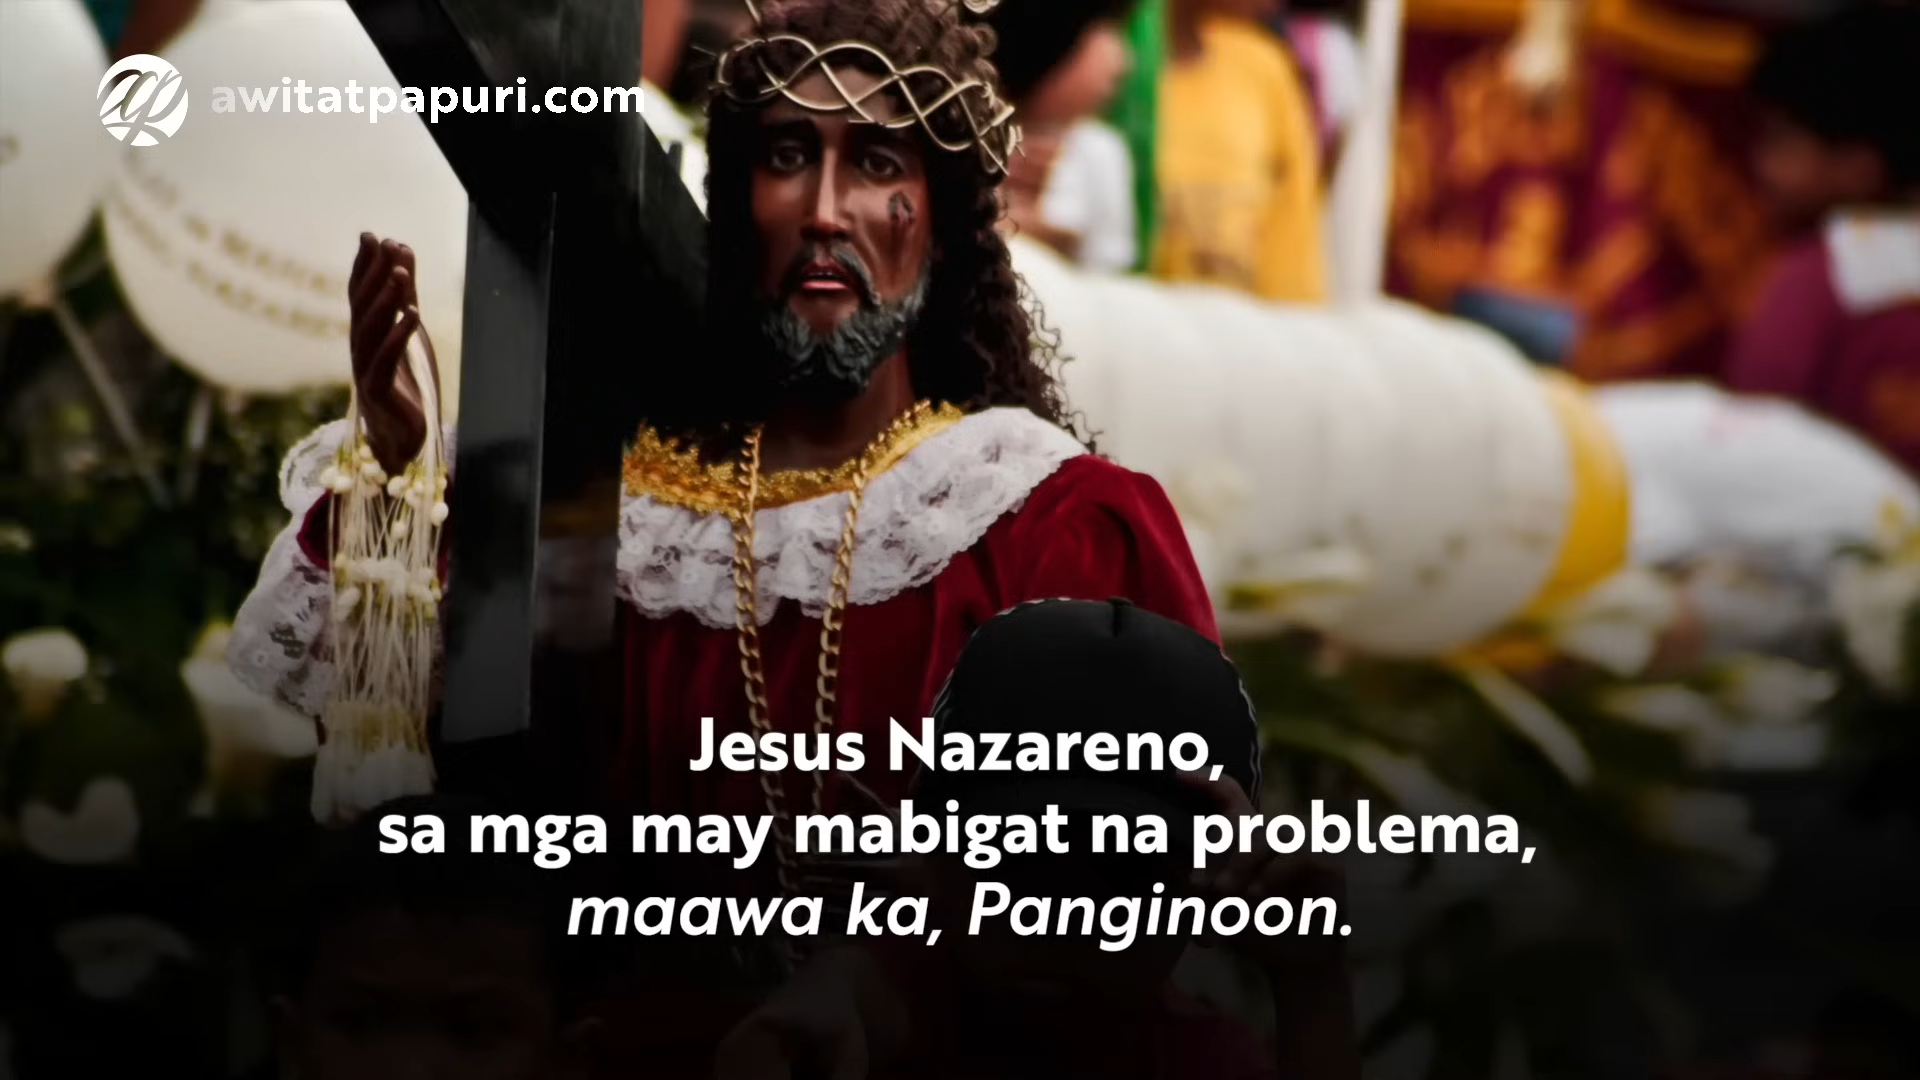 awitatpapuri.com
Jesus Nazareno,
sa mga may mabigat na problema,
maawa ka, Panginoon.